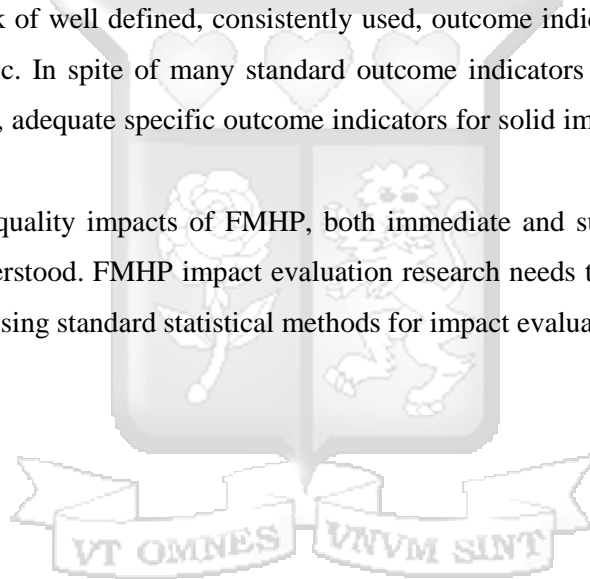 k of well defined, consistently used, outcome indic
ic. In spite of many standard outcome indicators
, adequate specific outcome indicators for solid im
quality impacts of FMHP, both immediate and su
erstood. FMHP impact evaluation research needs t
sing standard statistical methods for impact evalua
VT OMNES VNVM SINT